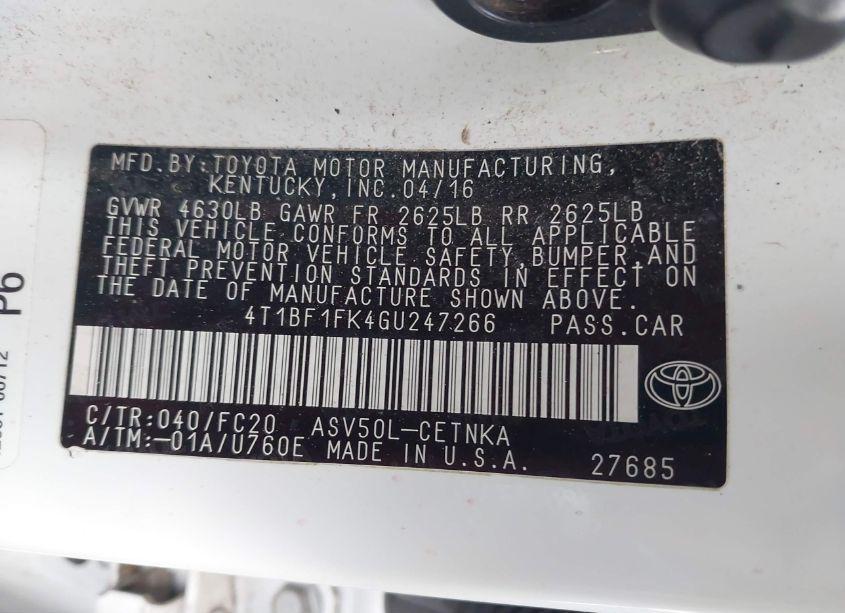 MFD.BY:TOYOTA MOTOR MANUFACTURING,
KENTUCKY,INC.04/16
GVWR 4630LB GAWR FR 2625LB RR 2625LB
THIS VEHICLE CONFORMS TO ALL APPLICABLE
FEDERAL MOTOR VEHICLE SAFETY,BUMPER,AND
THEFT PREVENTION STANDARDS IN EFFECT ON
THE DATE OF MANUFACTURE SHOWN ABOVE.
4T1BF1FK4GU247266 PASS.CAR
C/TR:040/FC20 ASV50L-CETNKA
A/TM:-01A/U760E MADE IN U.S.A. 27685
P6